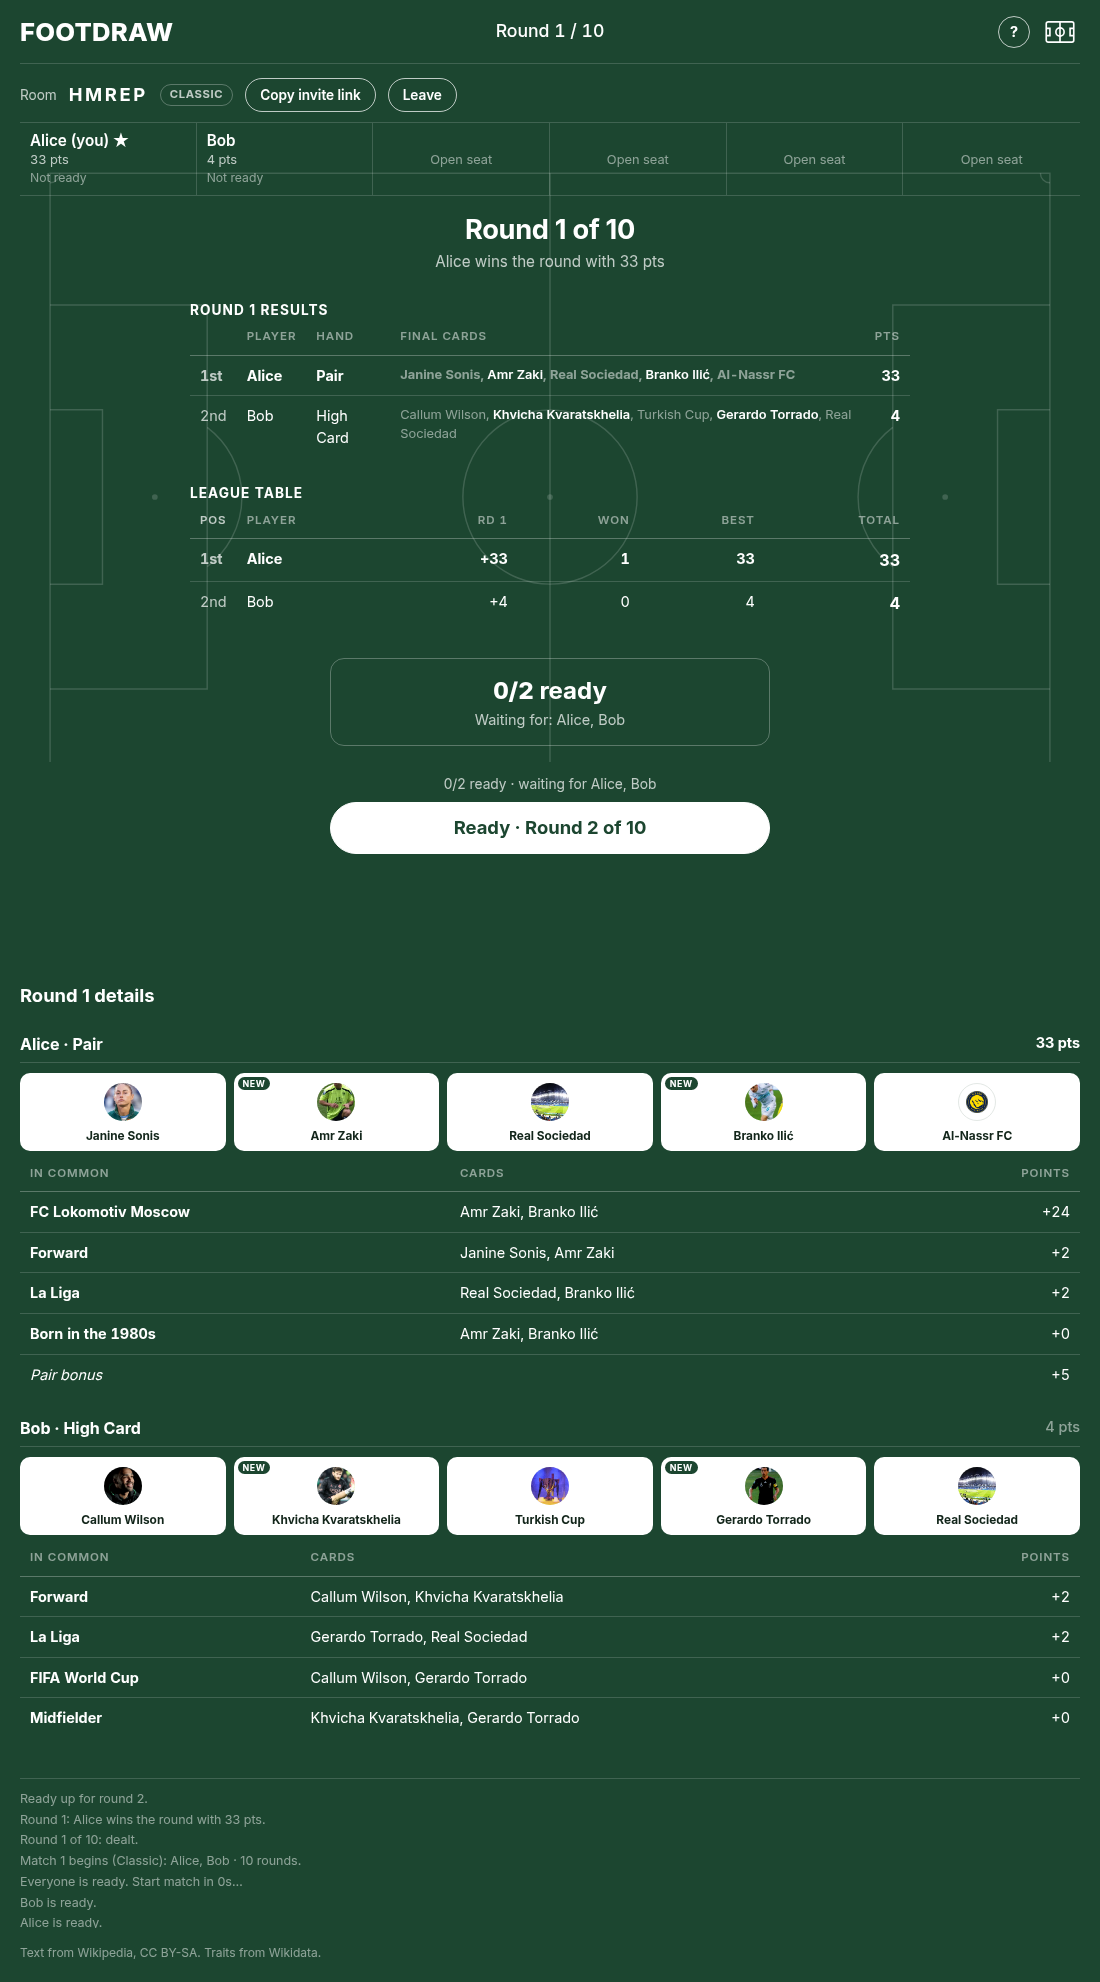 FOOTDRAW
Round 1 / 10
?
Room HMREP CLASSIC Copy invite link Leave
Alice (you) ★
33 pts
Not ready
Bob
4 pts
Not ready
Open seat
Open seat
Open seat
Open seat
Round 1 of 10
Alice wins the round with 33 pts
ROUND 1 RESULTS
PLAYER HAND FINAL CARDS PTS
1st Alice Pair Janine Sonis, Amr Zaki, Real Sociedad, Branko Ilić, Al-Nassr FC 33
2nd Bob High Card Callum Wilson, Khvicha Kvaratskhelia, Turkish Cup, Gerardo Torrado, Real Sociedad 4
LEAGUE TABLE
POS PLAYER RD 1 WON BEST TOTAL
1st Alice +33 1 33 33
2nd Bob +4 0 4 4
0/2 ready
Waiting for: Alice, Bob
0/2 ready · waiting for Alice, Bob
Ready · Round 2 of 10
Round 1 details
Alice · Pair 33 pts
Janine Sonis
NEW
Amr Zaki
Real Sociedad
NEW
Branko Ilić
Al-Nassr FC
IN COMMON CARDS POINTS
FC Lokomotiv Moscow Amr Zaki, Branko Ilić +24
Forward Janine Sonis, Amr Zaki +2
La Liga Real Sociedad, Branko Ilić +2
Born in the 1980s Amr Zaki, Branko Ilić +0
Pair bonus +5
Bob · High Card 4 pts
Callum Wilson
NEW
Khvicha Kvaratskhelia
Turkish Cup
NEW
Gerardo Torrado
Real Sociedad
IN COMMON CARDS POINTS
Forward Callum Wilson, Khvicha Kvaratskhelia +2
La Liga Gerardo Torrado, Real Sociedad +2
FIFA World Cup Callum Wilson, Gerardo Torrado +0
Midfielder Khvicha Kvaratskhelia, Gerardo Torrado +0
Ready up for round 2.
Round 1: Alice wins the round with 33 pts.
Round 1 of 10: dealt.
Match 1 begins (Classic): Alice, Bob · 10 rounds.
Everyone is ready. Start match in 0s…
Bob is ready.
Alice is ready.
Text from Wikipedia, CC BY-SA. Traits from Wikidata.